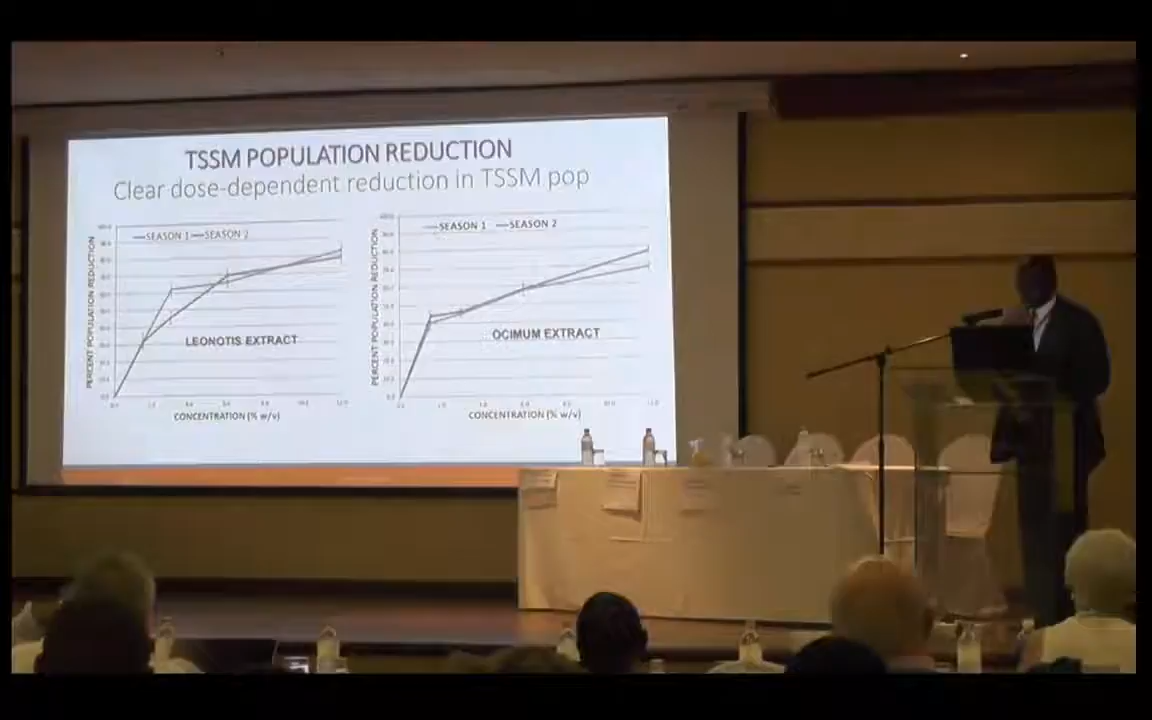 TSSM POPULATION REDUCTION
Clear dose-dependent reduction in TSSM pop
SEASON 1 SEASON 2
PERCENT POPULATION REDUCTION
LEONOTIS EXTRACT
CONCENTRATION (% w/v)
SEASON 1 SEASON 2
PERCENT POPULATION REDUCTION
OCIMUM EXTRACT
CONCENTRATION (% w/v)